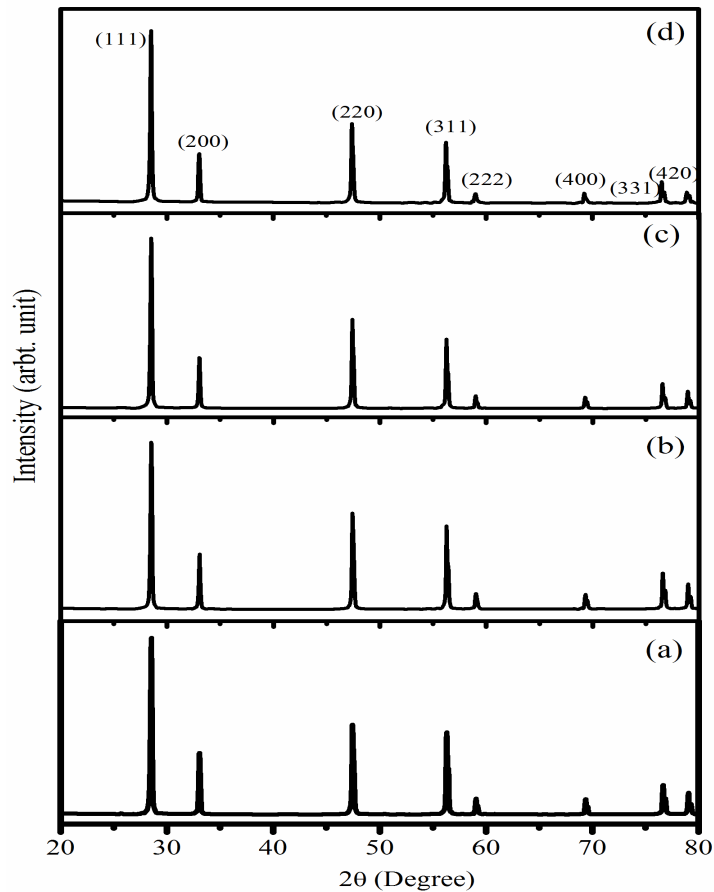 (d)
(111)
(220)
(311)
(200)
(222)
(400)
(331)
(420)
(c)
(b)
(a)
Intensity (arbt. unit)
20 30 40 50 60 70 80
2θ (Degree)